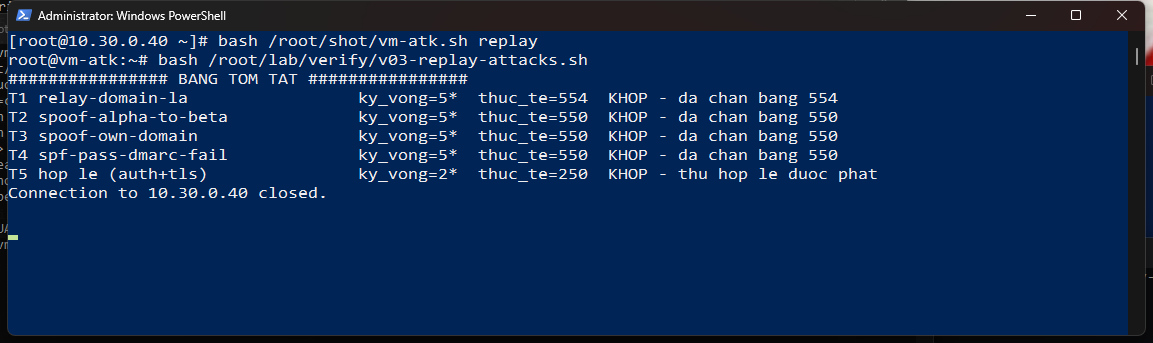 Administrator: Windows PowerShell
[root@10.30.0.40 ~]# bash /root/shot/vm-atk.sh replay
root@vm-atk:~# bash /root/lab/verify/v03-replay-attacks.sh
################ BANG TOM TAT ################
T1 relay-domain-la ky_vong=5* thuc_te=554 KHOP - da chan bang 554
T2 spoof-alpha-to-beta ky_vong=5* thuc_te=550 KHOP - da chan bang 550
T3 spoof-own-domain ky_vong=5* thuc_te=550 KHOP - da chan bang 550
T4 spf-pass-dmarc-fail ky_vong=5* thuc_te=550 KHOP - da chan bang 550
T5 hop le (auth+tls) ky_vong=2* thuc_te=250 KHOP - thu hop le duoc phat
Connection to 10.30.0.40 closed.